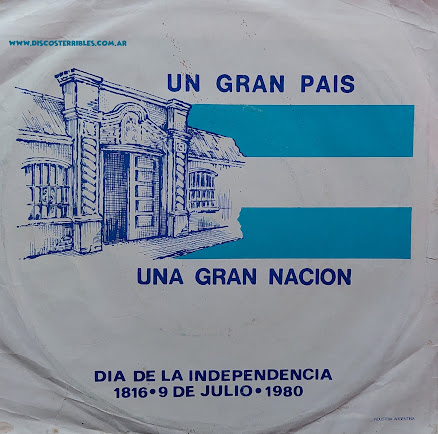 WWW.DISCOSTERRIBLES.COM.AR
UN GRAN PAIS
UNA GRAN NACION
DIA DE LA INDEPENDENCIA
1816•9 DE JULIO•1980